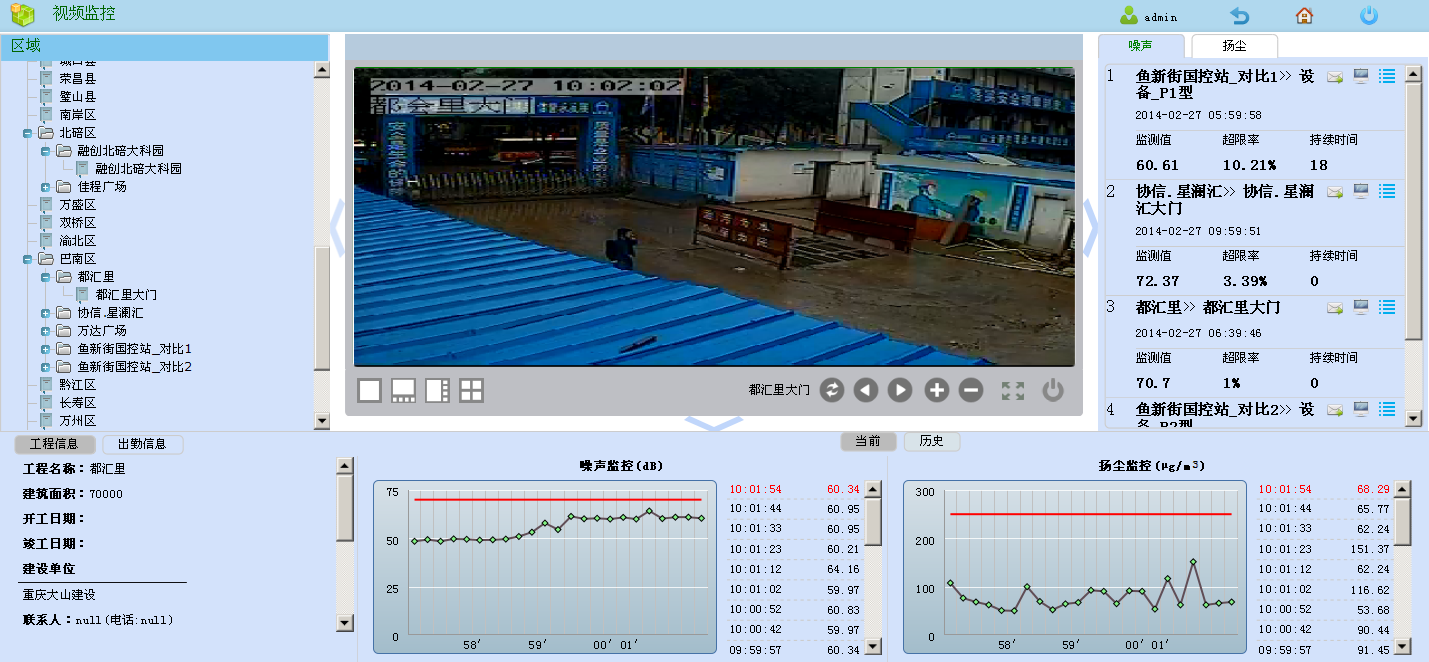 视频监控
admin
区域
荣昌县
璧山县
南岸区
北碚区
融创北碚大科园
融创北碚大科园
佳程广场
万盛区
双桥区
渝北区
巴南区
都汇里
都汇里大门
协信.星澜汇
万达广场
鱼新街国控站_对比1
鱼新街国控站_对比2
黔江区
长寿区
万州区
2014-02-27 10:02:02
都会里大门
都汇里大门
噪声 扬尘
1 鱼新街国控站_对比1>> 设
备_P1型
2014-02-27 05:59:58
监测值 超限率 持续时间
60.61 10.21% 18
2 协信.星澜汇>> 协信.星澜
汇大门
2014-02-27 09:59:51
监测值 超限率 持续时间
72.37 3.39% 0
3 都汇里>> 都汇里大门
2014-02-27 06:39:46
监测值 超限率 持续时间
70.7 1% 0
4 鱼新街国控站_对比2>> 设
备_P2型
工程信息 出勤信息
工程名称：都汇里
建筑面积：70000
开工日期：
竣工日期：
建设单位
重庆大山建设
联系人：null(电话:null)
当前 历史
噪声监控(dB)
75
50
25
0
58′ 59′ 00′ 01′
10:01:54 60.34
10:01:44 60.95
10:01:33 60.95
10:01:23 60.21
10:01:12 64.16
10:01:02 59.97
10:00:52 60.83
10:00:42 59.97
09:59:57 60.34
扬尘监控(μg/m³)
300
200
100
0
58′ 59′ 00′ 01′
10:01:54 68.29
10:01:44 65.77
10:01:33 62.24
10:01:23 151.37
10:01:12 62.24
10:01:02 116.62
10:00:52 53.68
10:00:42 90.44
09:59:57 91.45